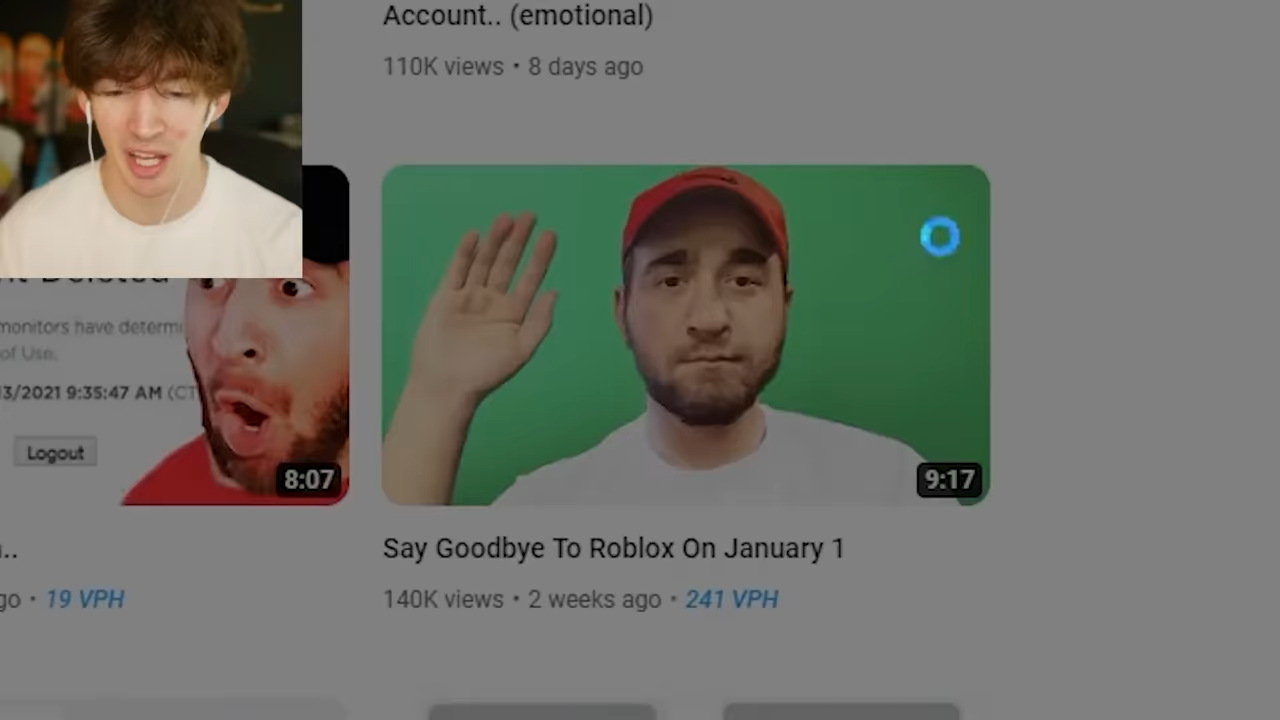 Account.. (emotional)
110K views • 8 days ago
monitors have determ
of Use.
13/2021 9:35:47 AM (CT
Logout
8:07
9:17
..
go • 19 VPH
Say Goodbye To Roblox On January 1
140K views • 2 weeks ago • 241 VPH